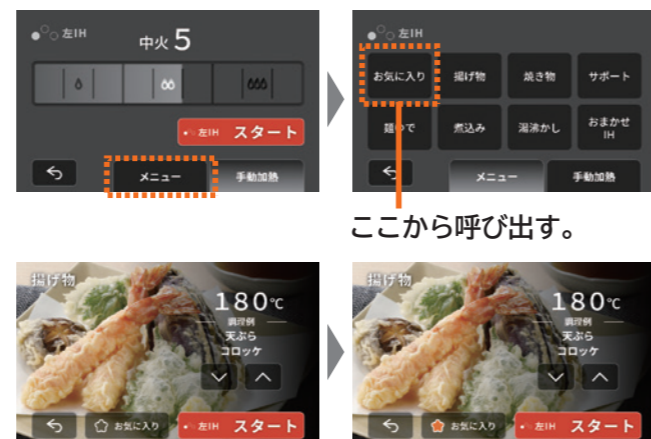 左IH
中火 5
左IH スタート
メニュー
手動加熱
左IH
お気に入り
揚げ物
焼き物
サポート
麺ゆで
煮込み
湯沸かし
おまかせ
IH
メニュー
手動加熱
ここから呼び出す。
揚げ物
180℃
調理例
天ぷら
コロッケ
お気に入り
左IH スタート
揚げ物
180℃
調理例
天ぷら
コロッケ
お気に入り
左IH スタート